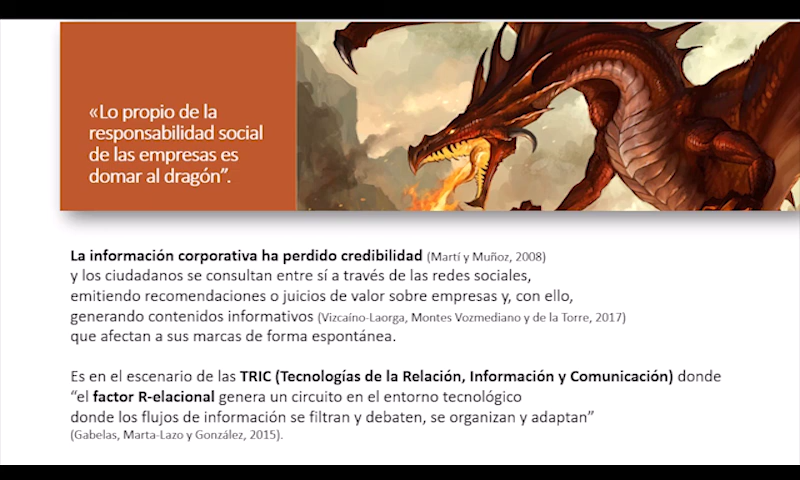 «Lo propio de la
responsabilidad social
de las empresas es
domar al dragón”.
La información corporativa ha perdido credibilidad (Martí y Muñoz, 2008)
y los ciudadanos se consultan entre sí a través de las redes sociales,
emitiendo recomendaciones o juicios de valor sobre empresas y, con ello,
generando contenidos informativos (Vizcaíno-Laorga, Montes Vozmediano y de la Torre, 2017)
que afectan a sus marcas de forma espontánea.
Es en el escenario de las TRIC (Tecnologías de la Relación, Información y Comunicación) donde
“el factor R-elacional genera un circuito en el entorno tecnológico
donde los flujos de información se filtran y debaten, se organizan y adaptan”
(Gabelas, Marta-Lazo y González, 2015).